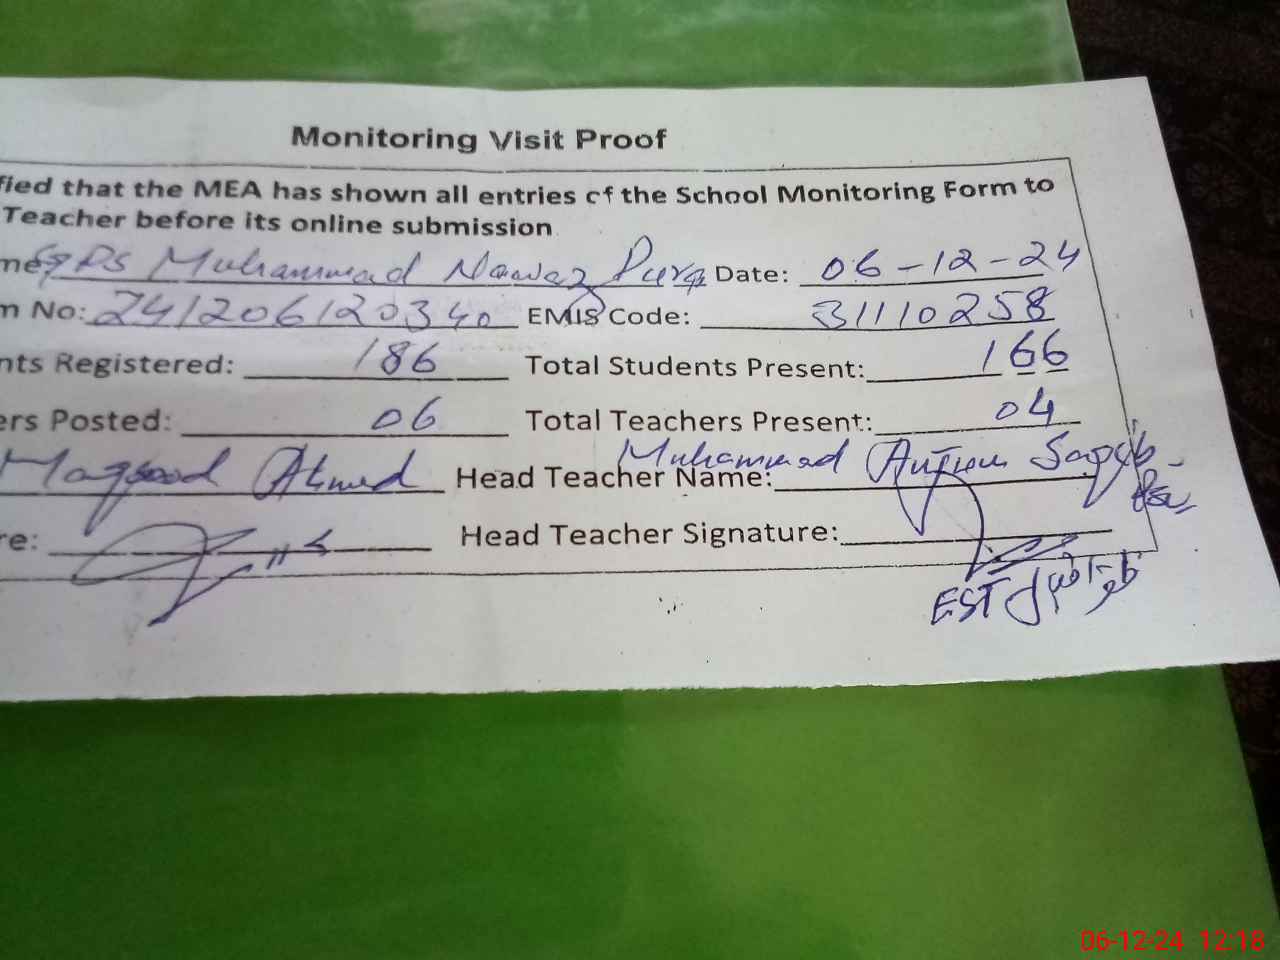 Monitoring Visit Proof
fied that the MEA has shown all entries of the School Monitoring Form to
Teacher before its online submission
me GPS Muhammad Nawaz Pura Date: 06-12-24
m No: 241206120340 EMIS Code: 31110258
nts Registered: 186 Total Students Present: 166
ers Posted: 06 Total Teachers Present: 04
Maqsood Ahmed Head Teacher Name: Muhammad Anjum Saqib
re: Head Teacher Signature:
EST
06-12-24 12:18